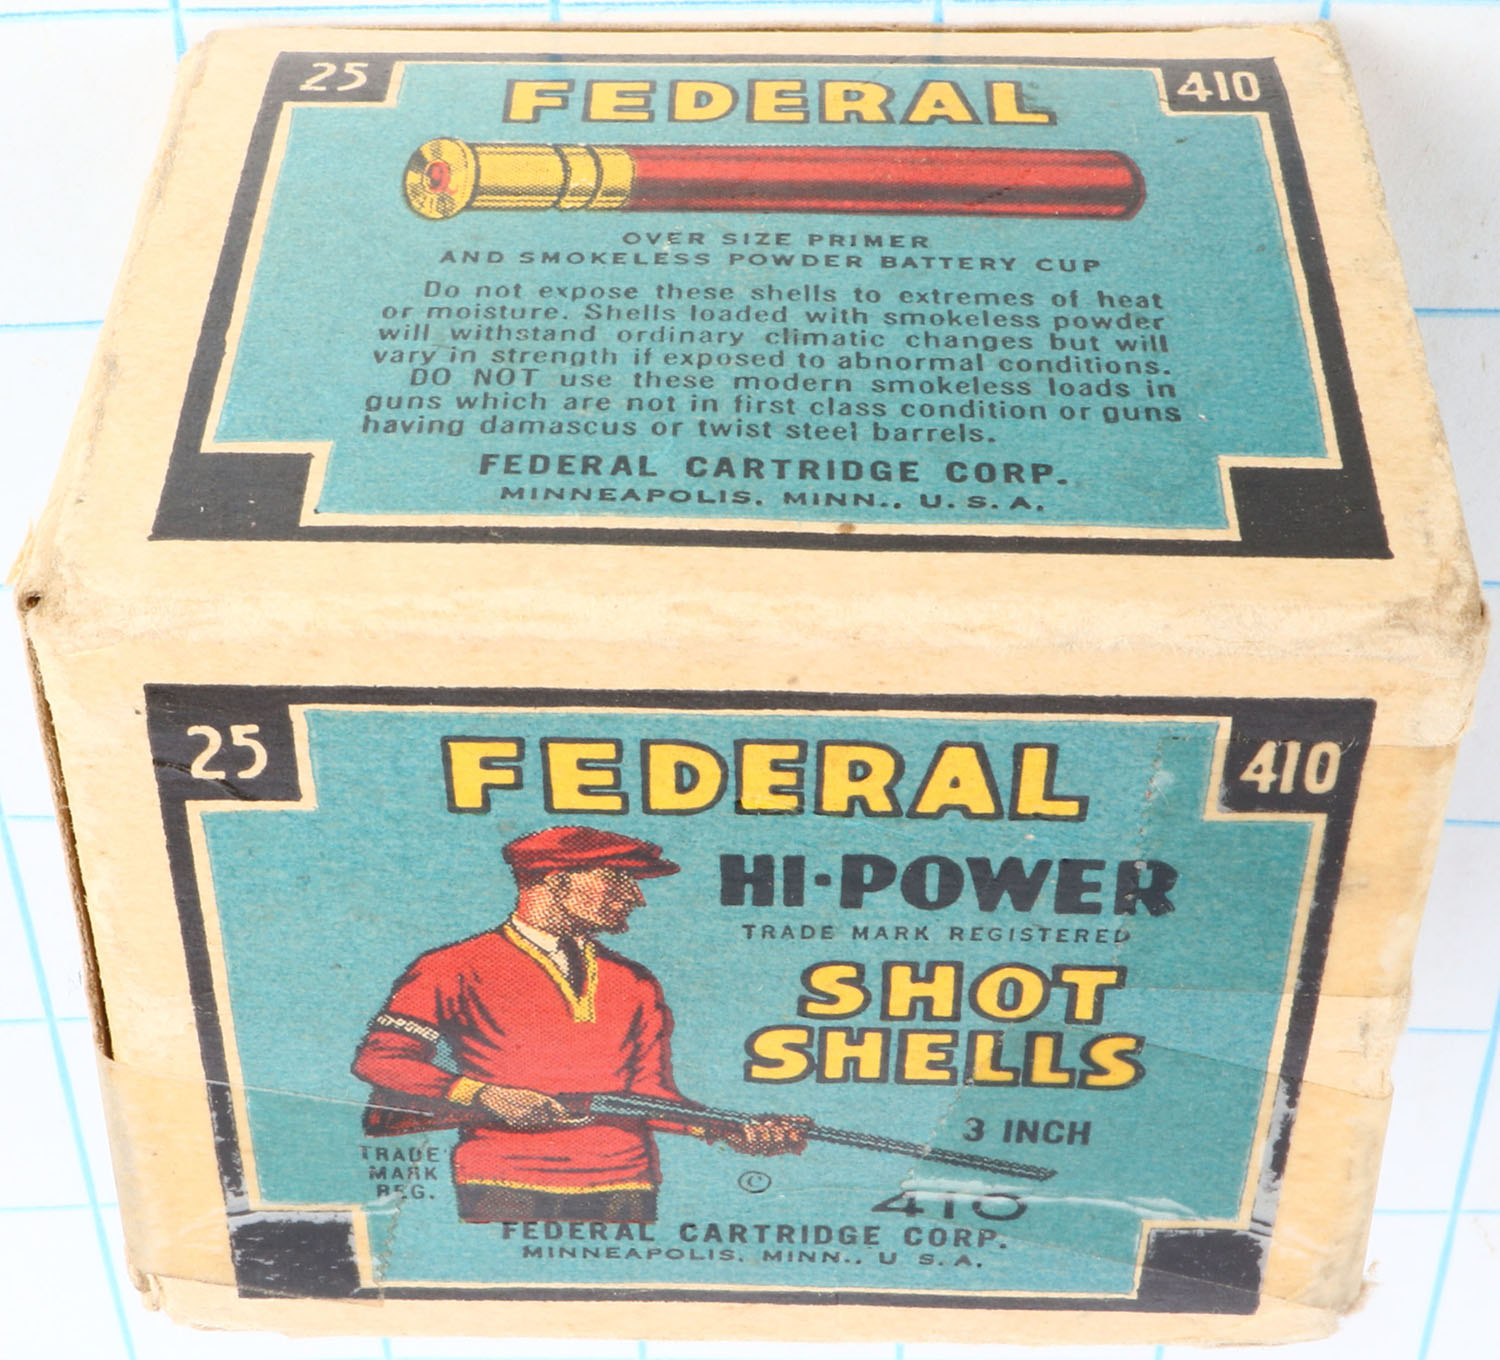 25
FEDERAL
410
OVER SIZE PRIMER
AND SMOKELESS POWDER BATTERY CUP
Do not expose these shells to extremes of heat
or moisture. Shells loaded with smokeless powder
will withstand ordinary climatic changes but will
vary in strength if exposed to abnormal conditions.
DO NOT use these modern smokeless loads in
guns which are not in first class condition or guns
having damascus or twist steel barrels.
FEDERAL CARTRIDGE CORP.
MINNEAPOLIS, MINN., U.S.A.
25
FEDERAL
410
HI-POWER
TRADE MARK REGISTERED
SHOT
SHELLS
HI-POWER
3 INCH
TRADE
MARK
REG.
©
410
FEDERAL CARTRIDGE CORP.
MINNEAPOLIS, MINN., U S.A.